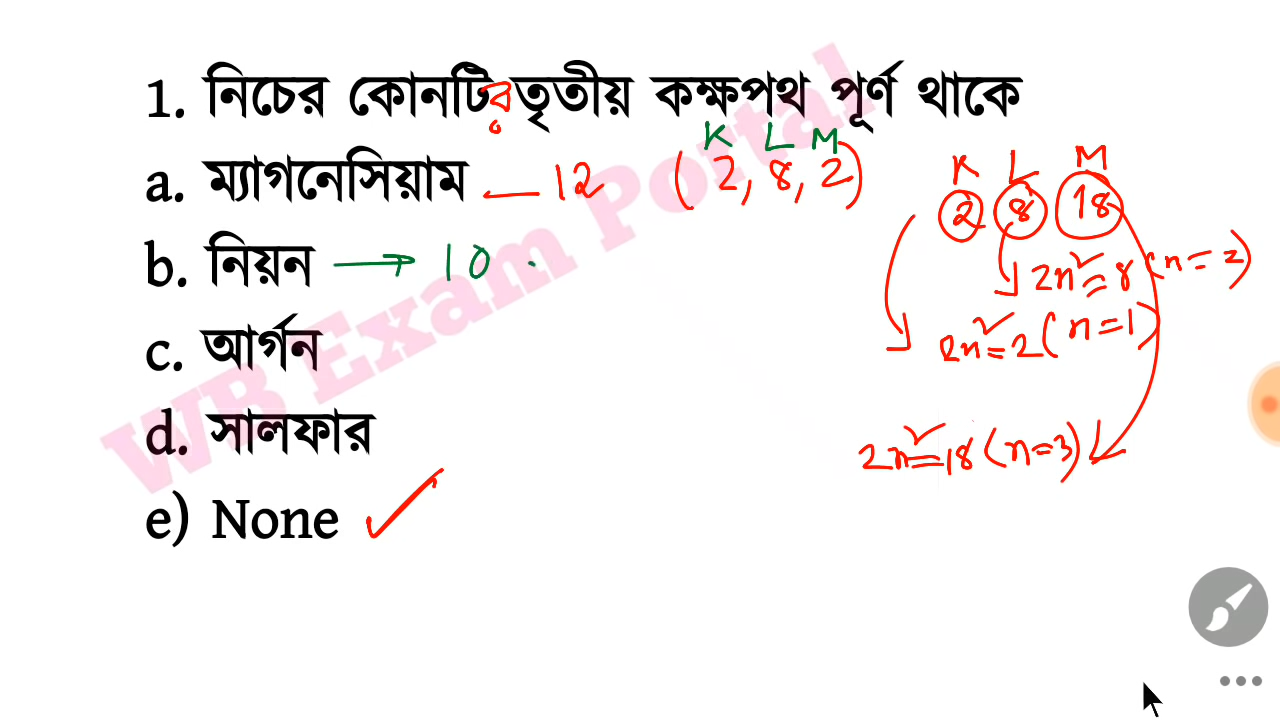 1. নিচের কোনটির তৃতীয় কক্ষপথ পূর্ণ থাকে
K L M
a. ম্যাগনেসিয়াম — 12 (2, 8, 2)
K L M
2 8 18
b. নিয়ন → 10
2n²=8 (n=2)
c. আর্গন
2n²=2 (n=1)
d. সালফার
2n²=18 (n=3)
e) None ✓
WB Exam Portal